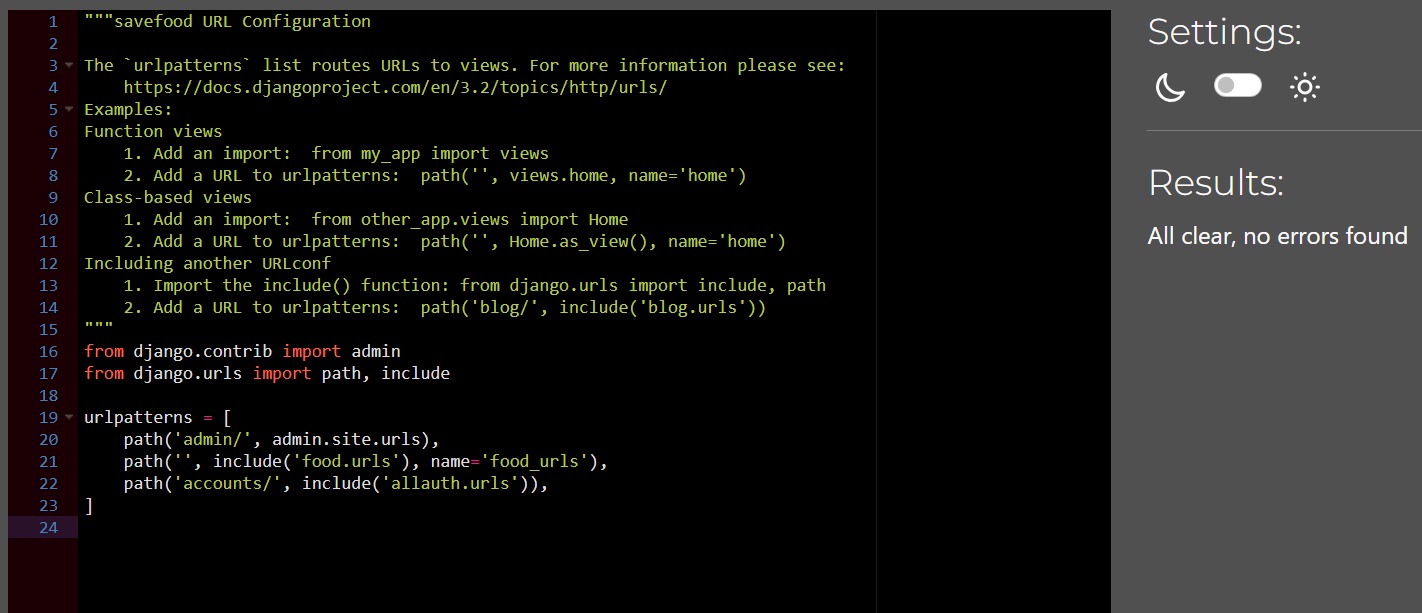 1 """savefood URL Configuration
2
3 The `urlpatterns` list routes URLs to views. For more information please see:
4     https://docs.djangoproject.com/en/3.2/topics/http/urls/
5 Examples:
6 Function views
7     1. Add an import:  from my_app import views
8     2. Add a URL to urlpatterns:  path('', views.home, name='home')
9 Class-based views
10     1. Add an import:  from other_app.views import Home
11     2. Add a URL to urlpatterns:  path('', Home.as_view(), name='home')
12 Including another URLconf
13     1. Import the include() function: from django.urls import include, path
14     2. Add a URL to urlpatterns:  path('blog/', include('blog.urls'))
15 """
16 from django.contrib import admin
17 from django.urls import path, include
18
19 urlpatterns = [
20     path('admin/', admin.site.urls),
21     path('', include('food.urls'), name='food_urls'),
22     path('accounts/', include('allauth.urls')),
23 ]
24
Settings:
Results:
All clear, no errors found